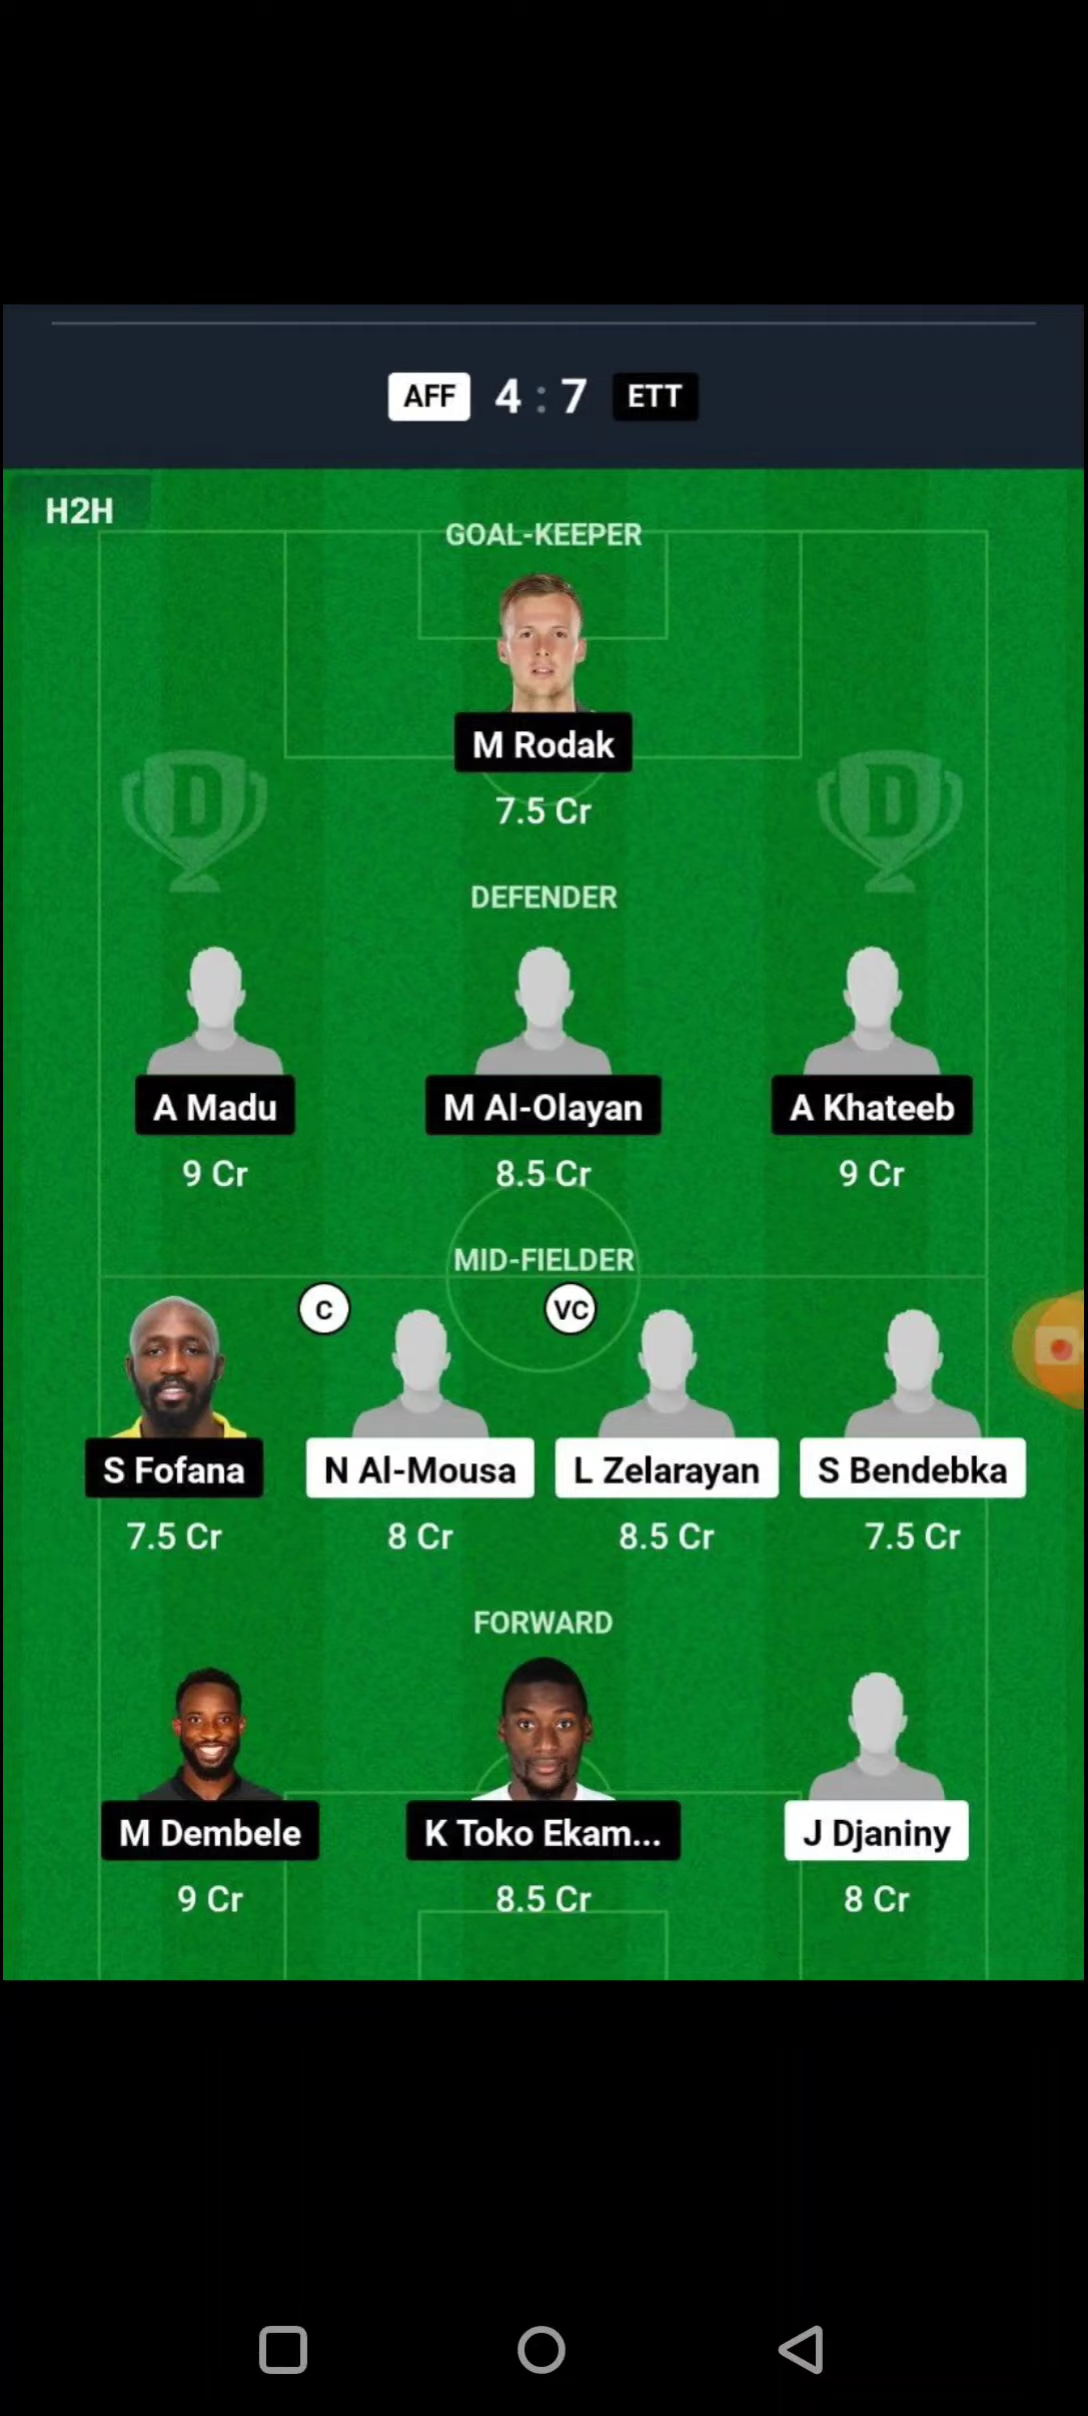 AFF 4 : 7 ETT
H2H
GOAL-KEEPER
M Rodak
7.5 Cr
D D
DEFENDER
A Madu M Al-Olayan A Khateeb
9 Cr 8.5 Cr 9 Cr
MID-FIELDER
C VC
S Fofana N Al-Mousa L Zelarayan S Bendebka
7.5 Cr 8 Cr 8.5 Cr 7.5 Cr
FORWARD
M Dembele K Toko Ekam... J Djaniny
9 Cr 8.5 Cr 8 Cr